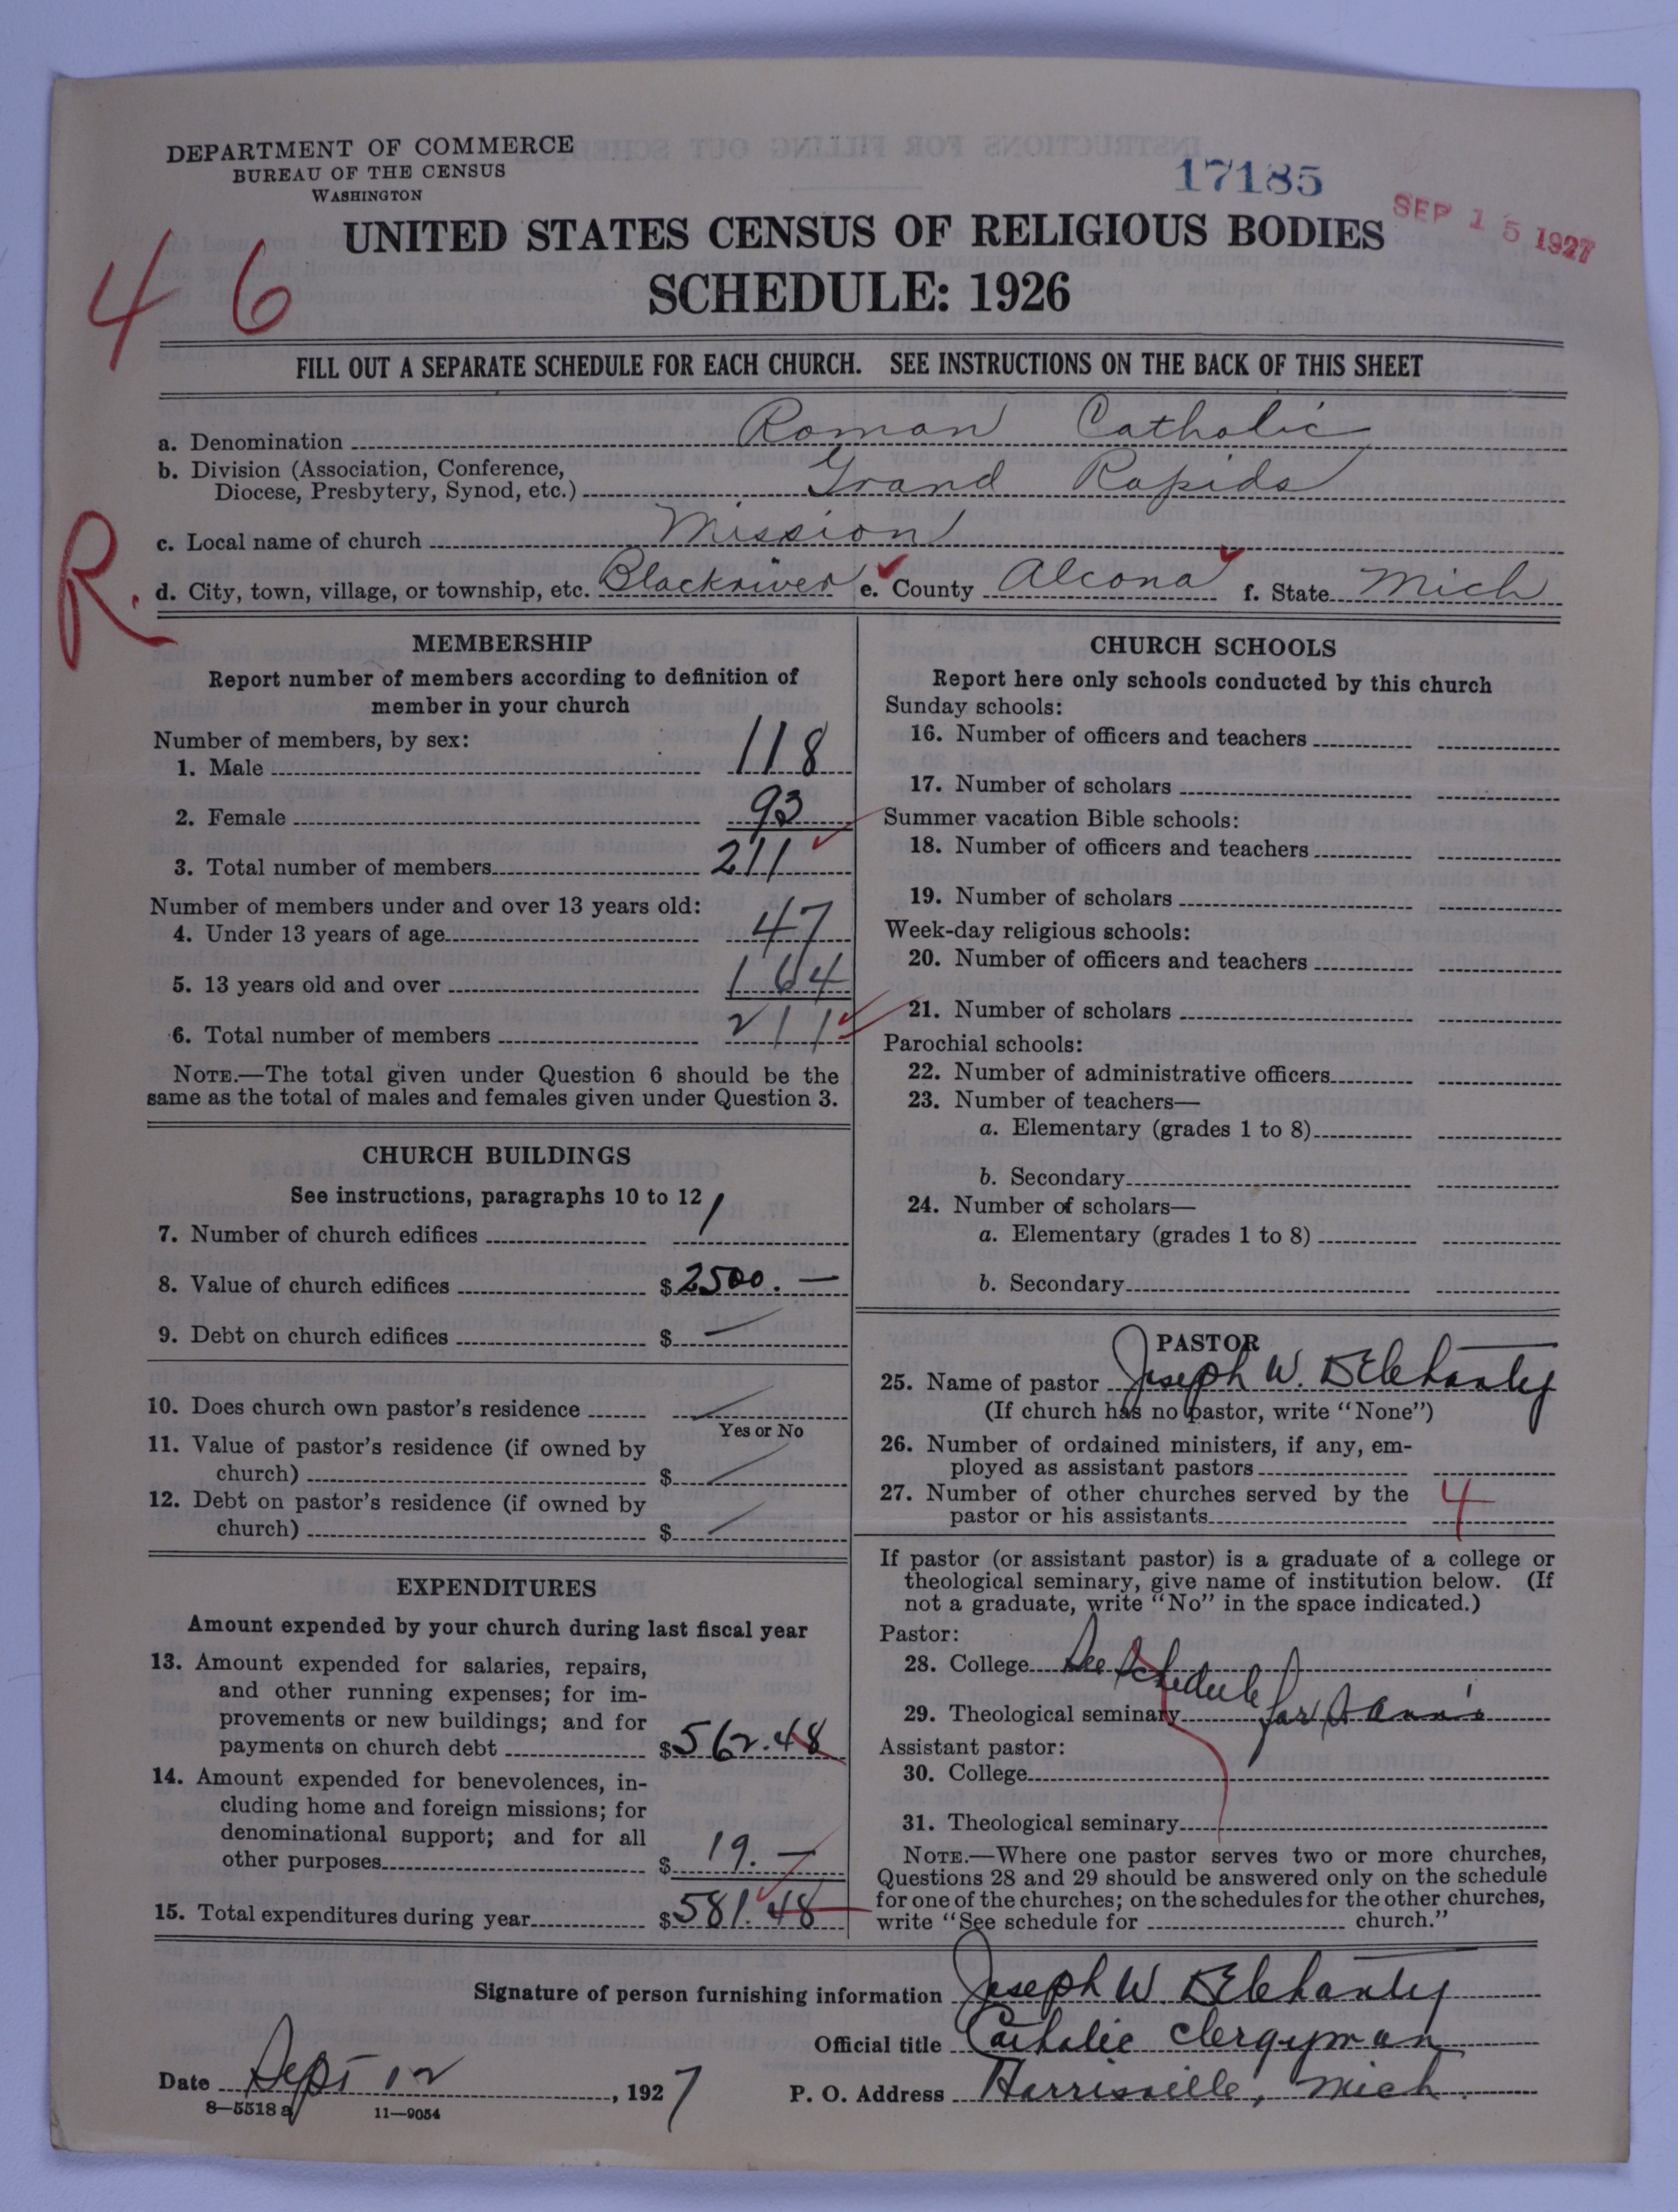 DEPARTMENT OF COMMERCE
BUREAU OF THE CENSUS
WASHINGTON
17185
SEP 15 1927
46
UNITED STATES CENSUS OF RELIGIOUS BODIES
SCHEDULE: 1926
FILL OUT A SEPARATE SCHEDULE FOR EACH CHURCH. SEE INSTRUCTIONS ON THE BACK OF THIS SHEET
a. Denomination Roman Catholic
b. Division (Association, Conference,
Diocese, Presbytery, Synod, etc.) Grand Rapids
c. Local name of church Mission
R.
d. City, town, village, or township, etc. Blackriver e. County Alcona f. State Mich
MEMBERSHIP
Report number of members according to definition of
member in your church
Number of members, by sex:
1. Male 118
2. Female 93
3. Total number of members 211
Number of members under and over 13 years old:
4. Under 13 years of age 47
5. 13 years old and over 164
6. Total number of members 211
NOTE.—The total given under Question 6 should be the
same as the total of males and females given under Question 3.
CHURCH BUILDINGS
See instructions, paragraphs 10 to 12
7. Number of church edifices 1
8. Value of church edifices $2500.—
9. Debt on church edifices $ —
10. Does church own pastor's residence —
Yes or No
11. Value of pastor's residence (if owned by
church) $ —
12. Debt on pastor's residence (if owned by
church) $ —
EXPENDITURES
Amount expended by your church during last fiscal year
13. Amount expended for salaries, repairs,
and other running expenses; for im-
provements or new buildings; and for
payments on church debt $562.48
14. Amount expended for benevolences, in-
cluding home and foreign missions; for
denominational support; and for all
other purposes $19.—
15. Total expenditures during year $581.48
CHURCH SCHOOLS
Report here only schools conducted by this church
Sunday schools:
16. Number of officers and teachers
17. Number of scholars
Summer vacation Bible schools:
18. Number of officers and teachers
19. Number of scholars
Week-day religious schools:
20. Number of officers and teachers
21. Number of scholars
Parochial schools:
22. Number of administrative officers
23. Number of teachers—
a. Elementary (grades 1 to 8)
b. Secondary
24. Number of scholars—
a. Elementary (grades 1 to 8)
b. Secondary
PASTOR
25. Name of pastor Joseph W. DElehanty
(If church has no pastor, write "None")
26. Number of ordained ministers, if any, em-
ployed as assistant pastors
27. Number of other churches served by the
pastor or his assistants 4
If pastor (or assistant pastor) is a graduate of a college or
theological seminary, give name of institution below. (If
not a graduate, write "No" in the space indicated.)
Pastor:
28. College See Schedule
29. Theological seminary for S Ann's
Assistant pastor:
30. College
31. Theological seminary
NOTE.—Where one pastor serves two or more churches,
Questions 28 and 29 should be answered only on the schedule
for one of the churches; on the schedules for the other churches,
write "See schedule for church."
Signature of person furnishing information Joseph W DElehanty
Official title Catholic Clergyman
Date Sept 12, 1927 P. O. Address Harrisville, Mich.
8—5518 a 11—9054